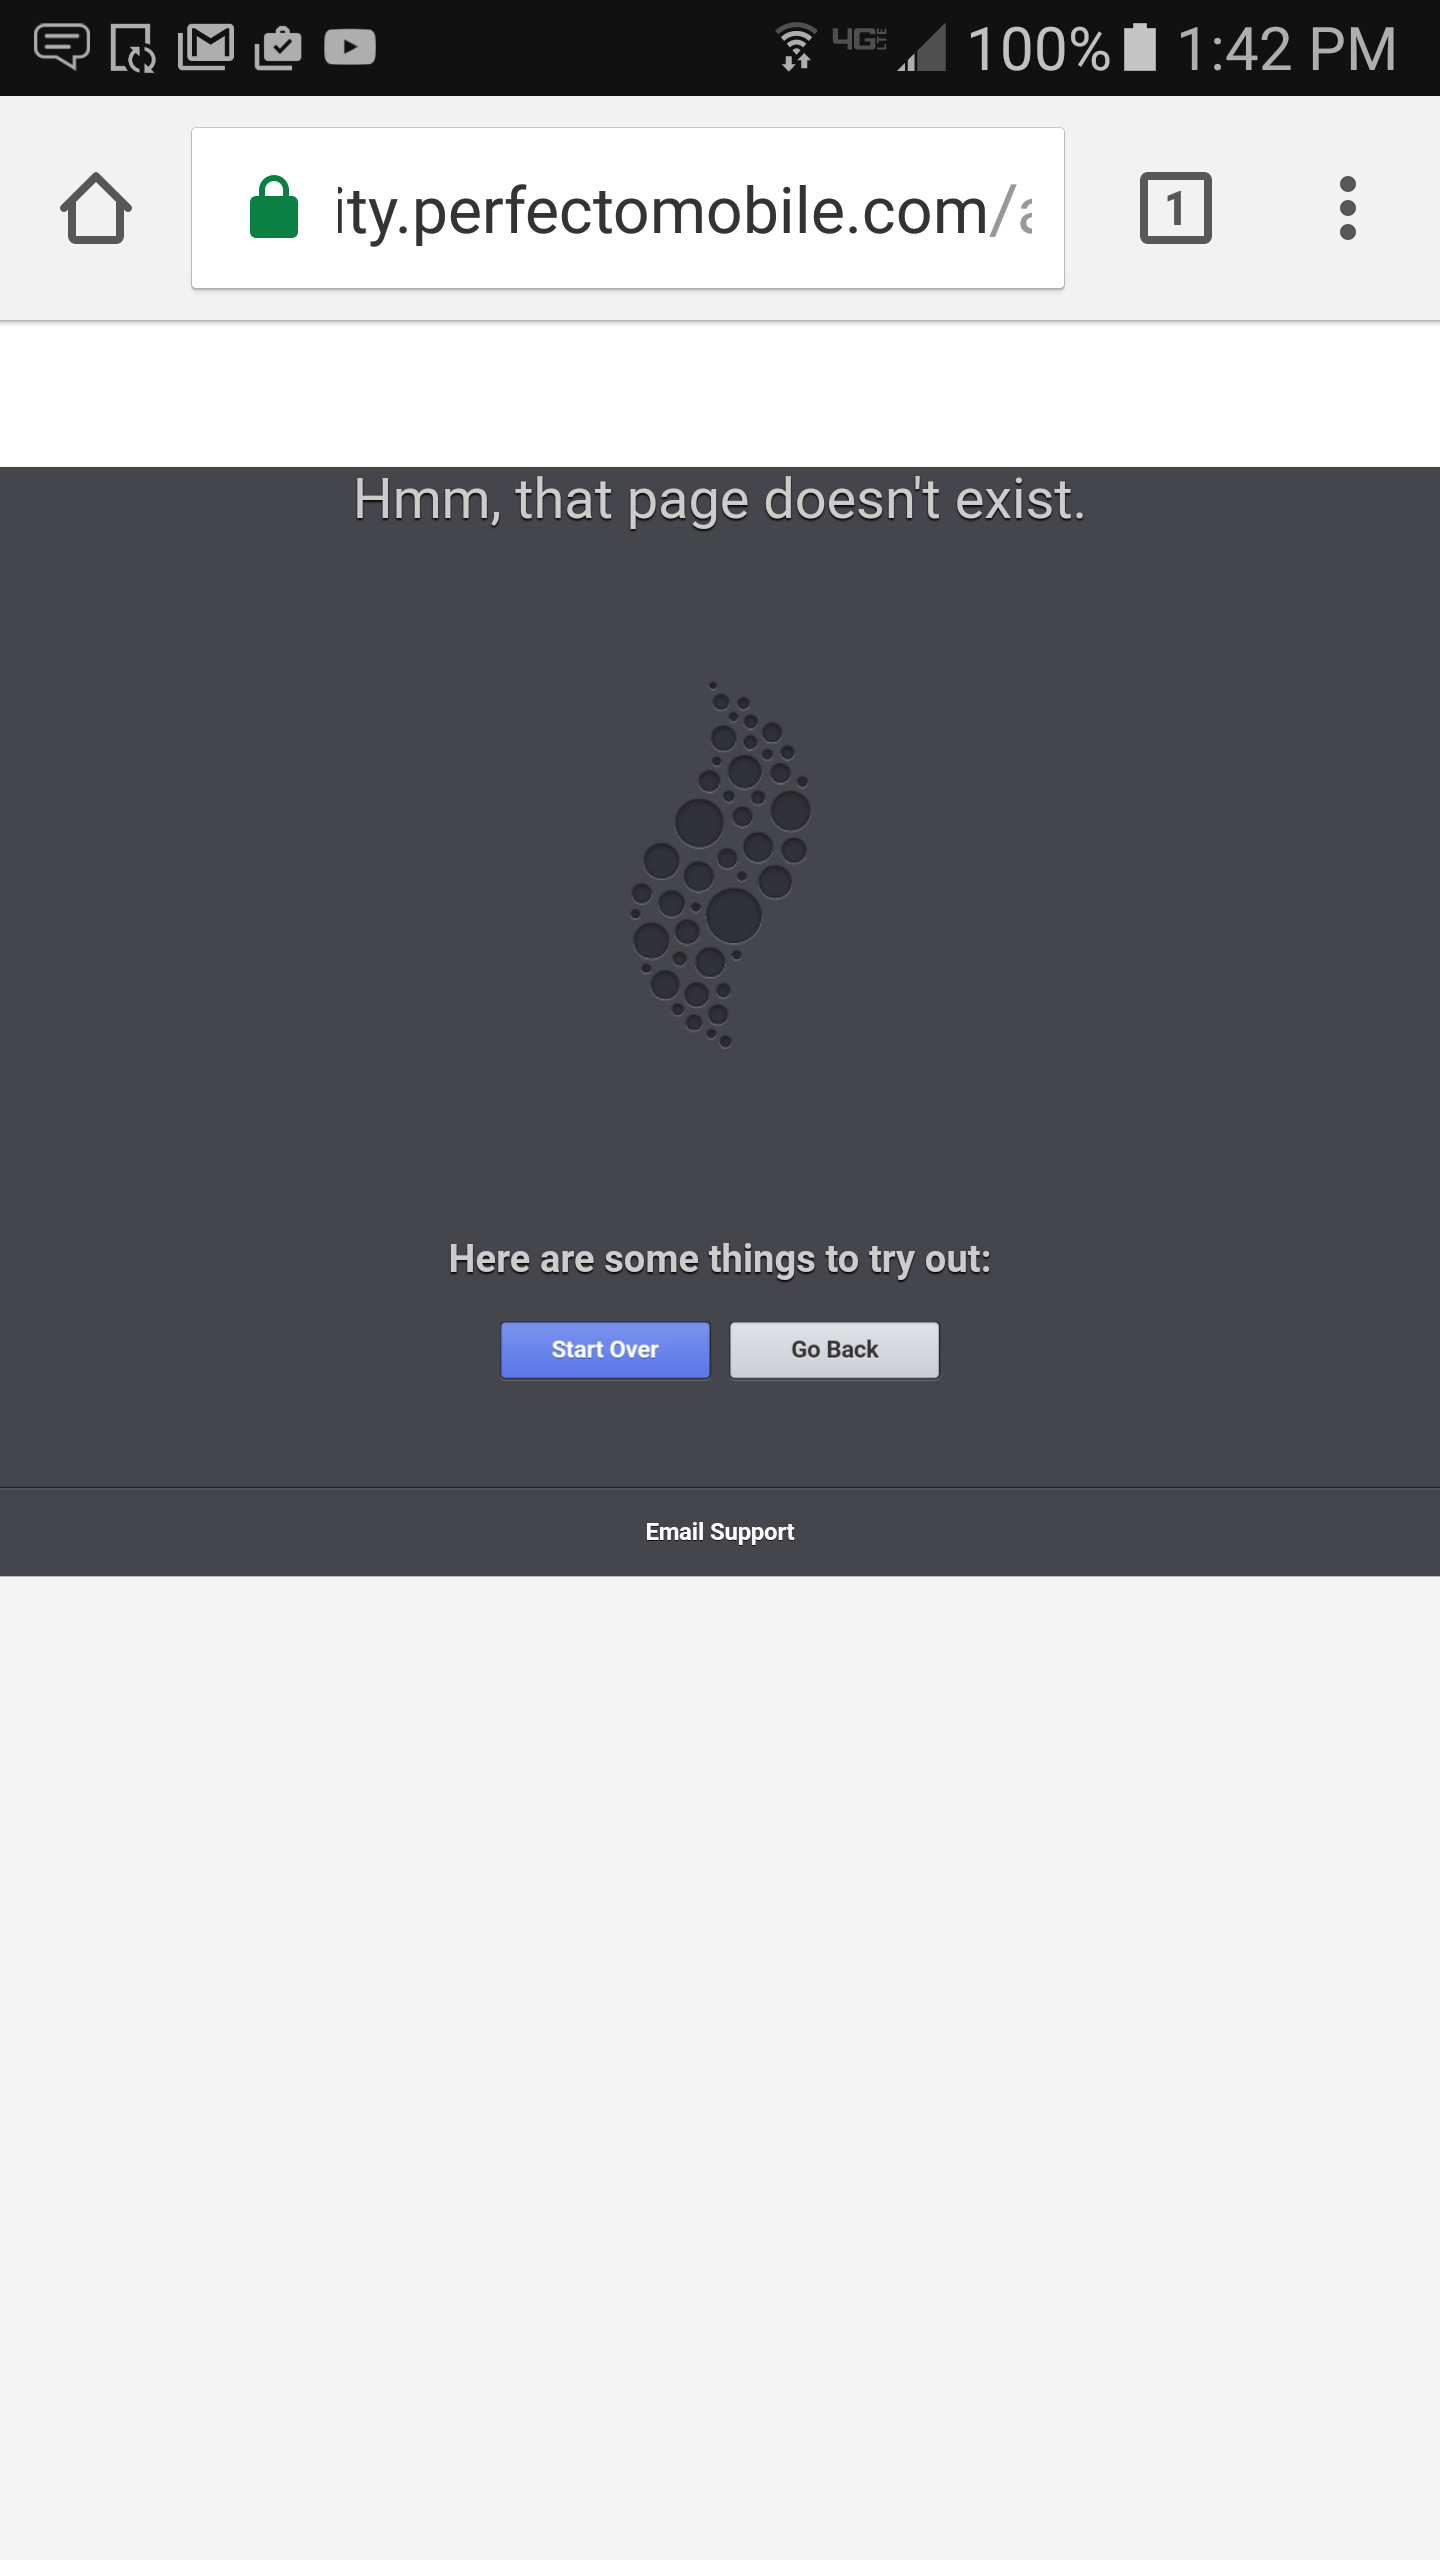 4G LTE 100% 1:42 PM
ity.perfectomobile.com/
1
Hmm, that page doesn't exist.
Here are some things to try out:
Start Over Go Back
Email Support